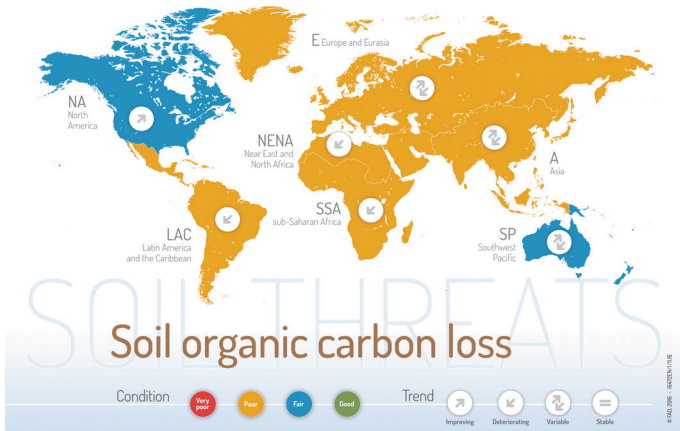 E Europe and Eurasia
NA
North
America
NENA
Near East and
North Africa
A
Asia
SSA
sub-Saharan Africa
LAC
Latin America
and the Caribbean
SP
Southwest
Pacific
SOIL THREATS
Soil organic carbon loss
Condition
Very
poor
Poor
Fair
Good
Trend
Improving
Deteriorating
Variable
Stable